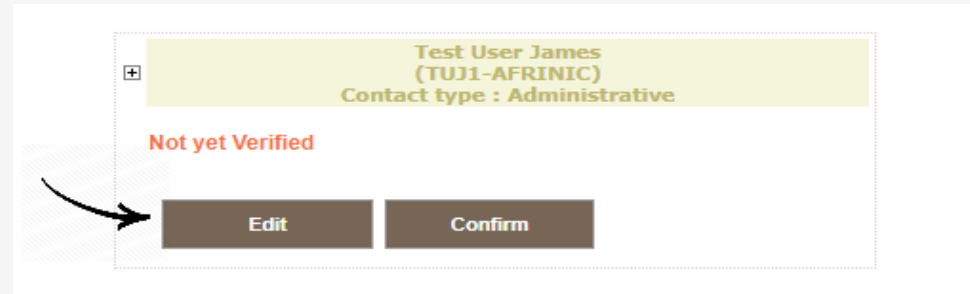 Test User James
(TUJ1-AFRINIC)
Contact type : Administrative
Not yet Verified
Edit
Confirm